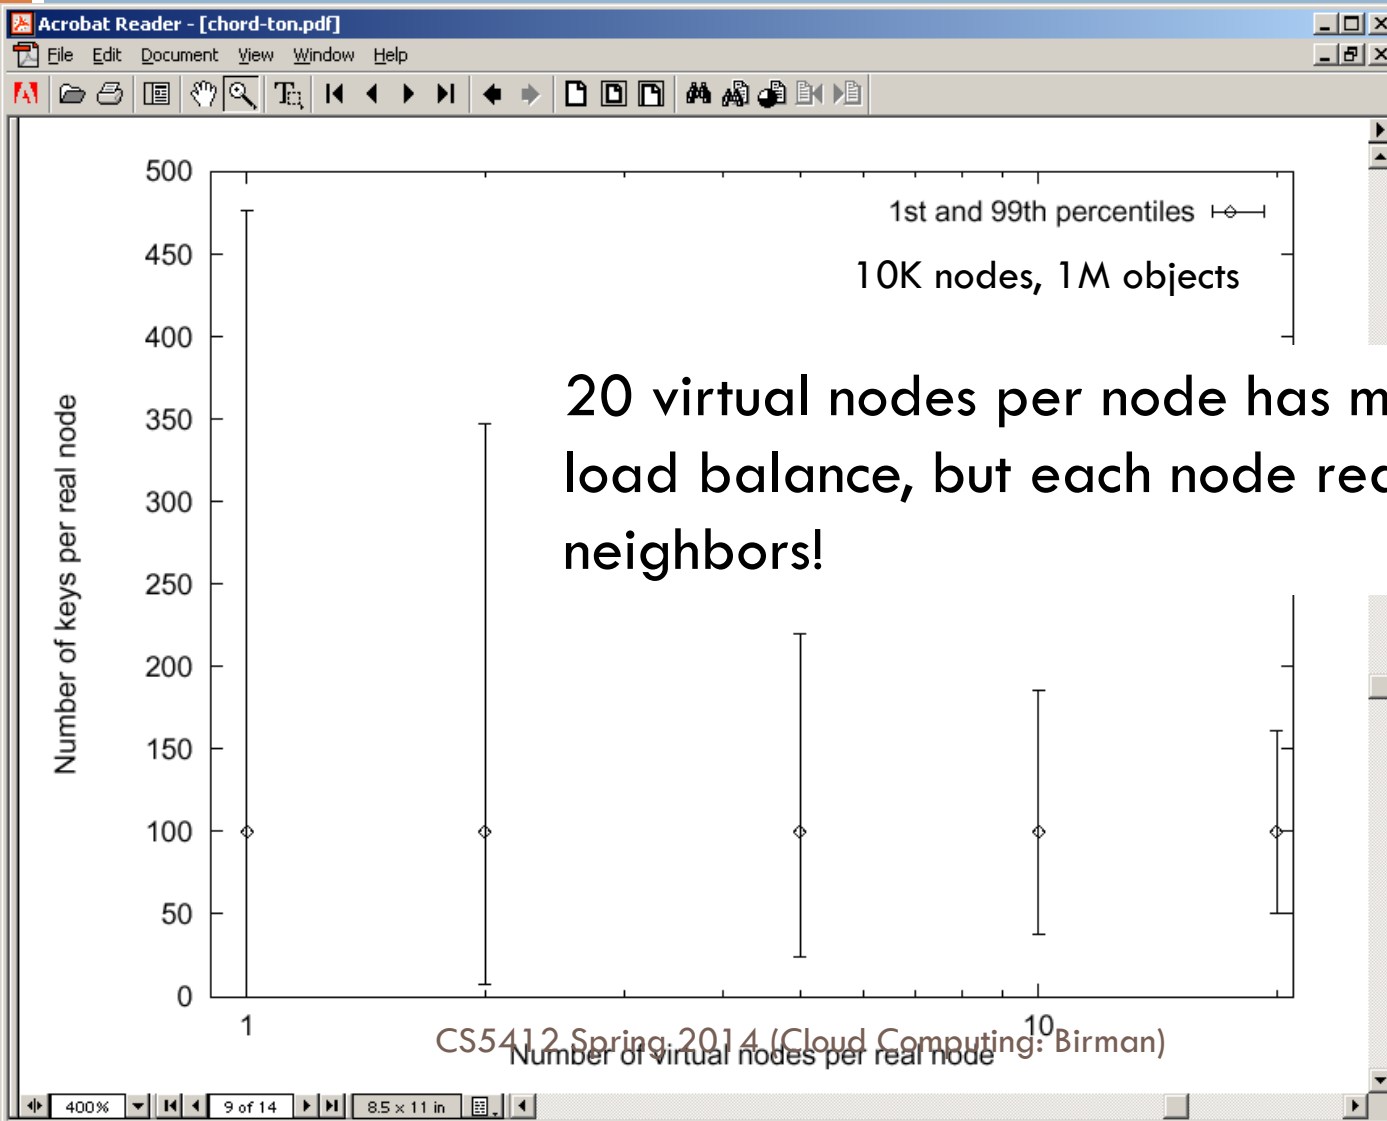 Acrobat Reader - [chord-ton.pdf]
File Edit Document View Window Help
500
1st and 99th percentiles
450
10K nodes, 1M objects
400
20 virtual nodes per node has m
350
load balance, but each node
300
neighbors!
250
200
150
100
50
0
Number of keys per real node
1
10
CS5412 Spring 2014 (Cloud Computing: Birman)
Number of virtual nodes per real node
400% 9 of 14 8.5 x 11 in